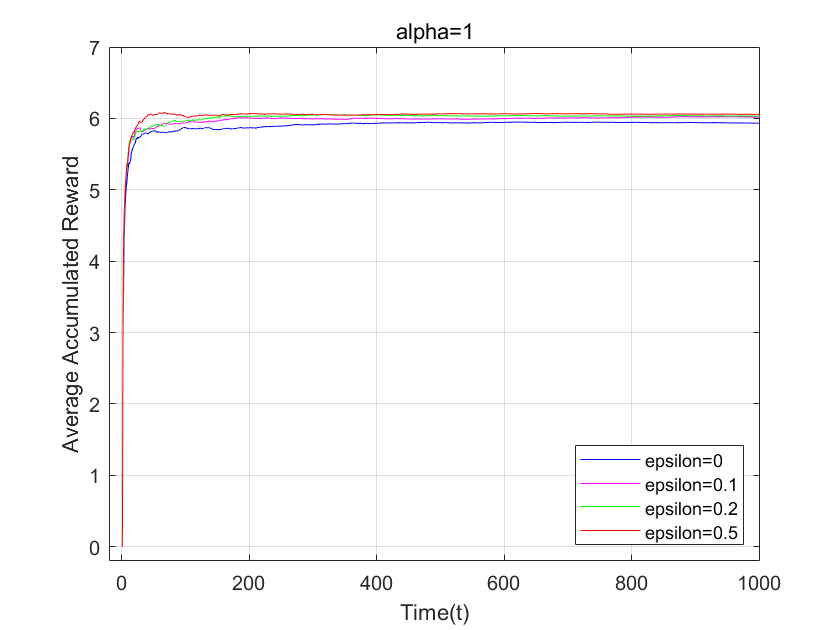 alpha=1
7
6
5
4
3
2
1
0
Average Accumulated Reward
epsilon=0
epsilon=0.1
epsilon=0.2
epsilon=0.5
0 200 400 600 800 1000
Time(t)